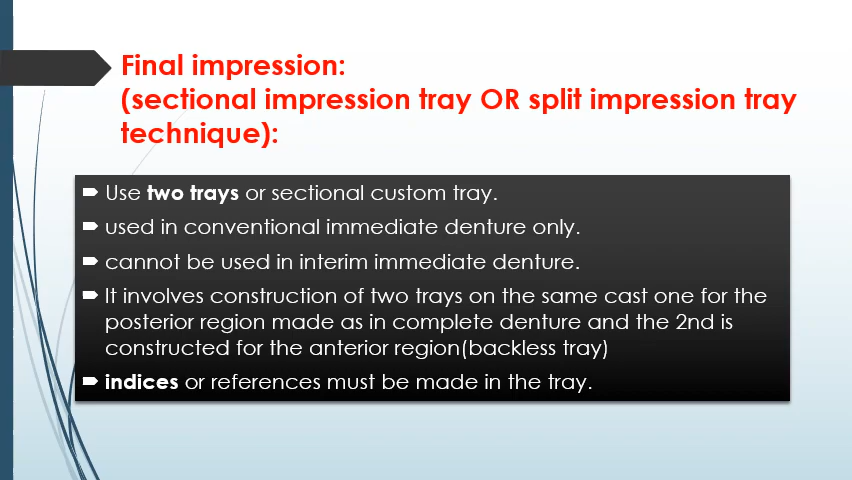 Final impression:
(sectional impression tray OR split impression tray
technique):
Use two trays or sectional custom tray.
used in conventional immediate denture only.
cannot be used in interim immediate denture.
It involves construction of two trays on the same cast one for the
posterior region made as in complete denture and the 2nd is
constructed for the anterior region(backless tray)
indices or references must be made in the tray.